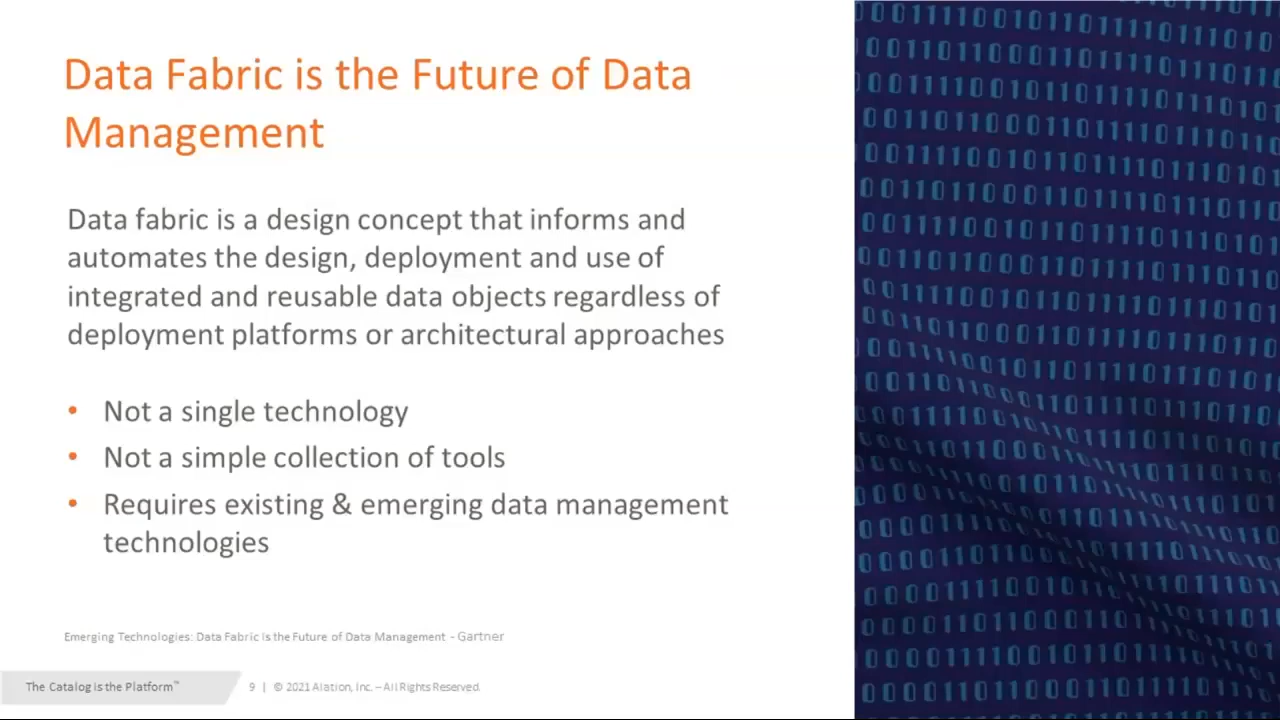 Data Fabric is the Future of Data
Management
Data fabric is a design concept that informs and
automates the design, deployment and use of
integrated and reusable data objects regardless of
deployment platforms or architectural approaches
• Not a single technology
• Not a simple collection of tools
• Requires existing & emerging data management
technologies
Emerging Technologies: Data Fabric is the Future of Data Management - Gartner
The Catalog is the Platform™
9 | © 2021 Alation, Inc. – All Rights Reserved.